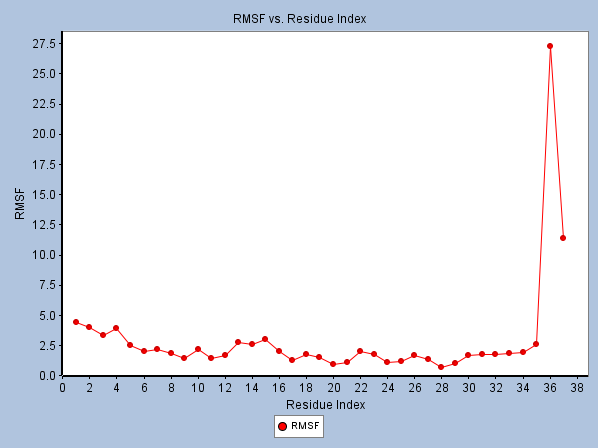 RMSF vs. Residue Index
27.5
25.0
22.5
20.0
17.5
15.0
12.5
10.0
7.5
5.0
2.5
0.0
RMSF
0 2 4 6 8 10 12 14 16 18 20 22 24 26 28 30 32 34 36 38
Residue Index
RMSF